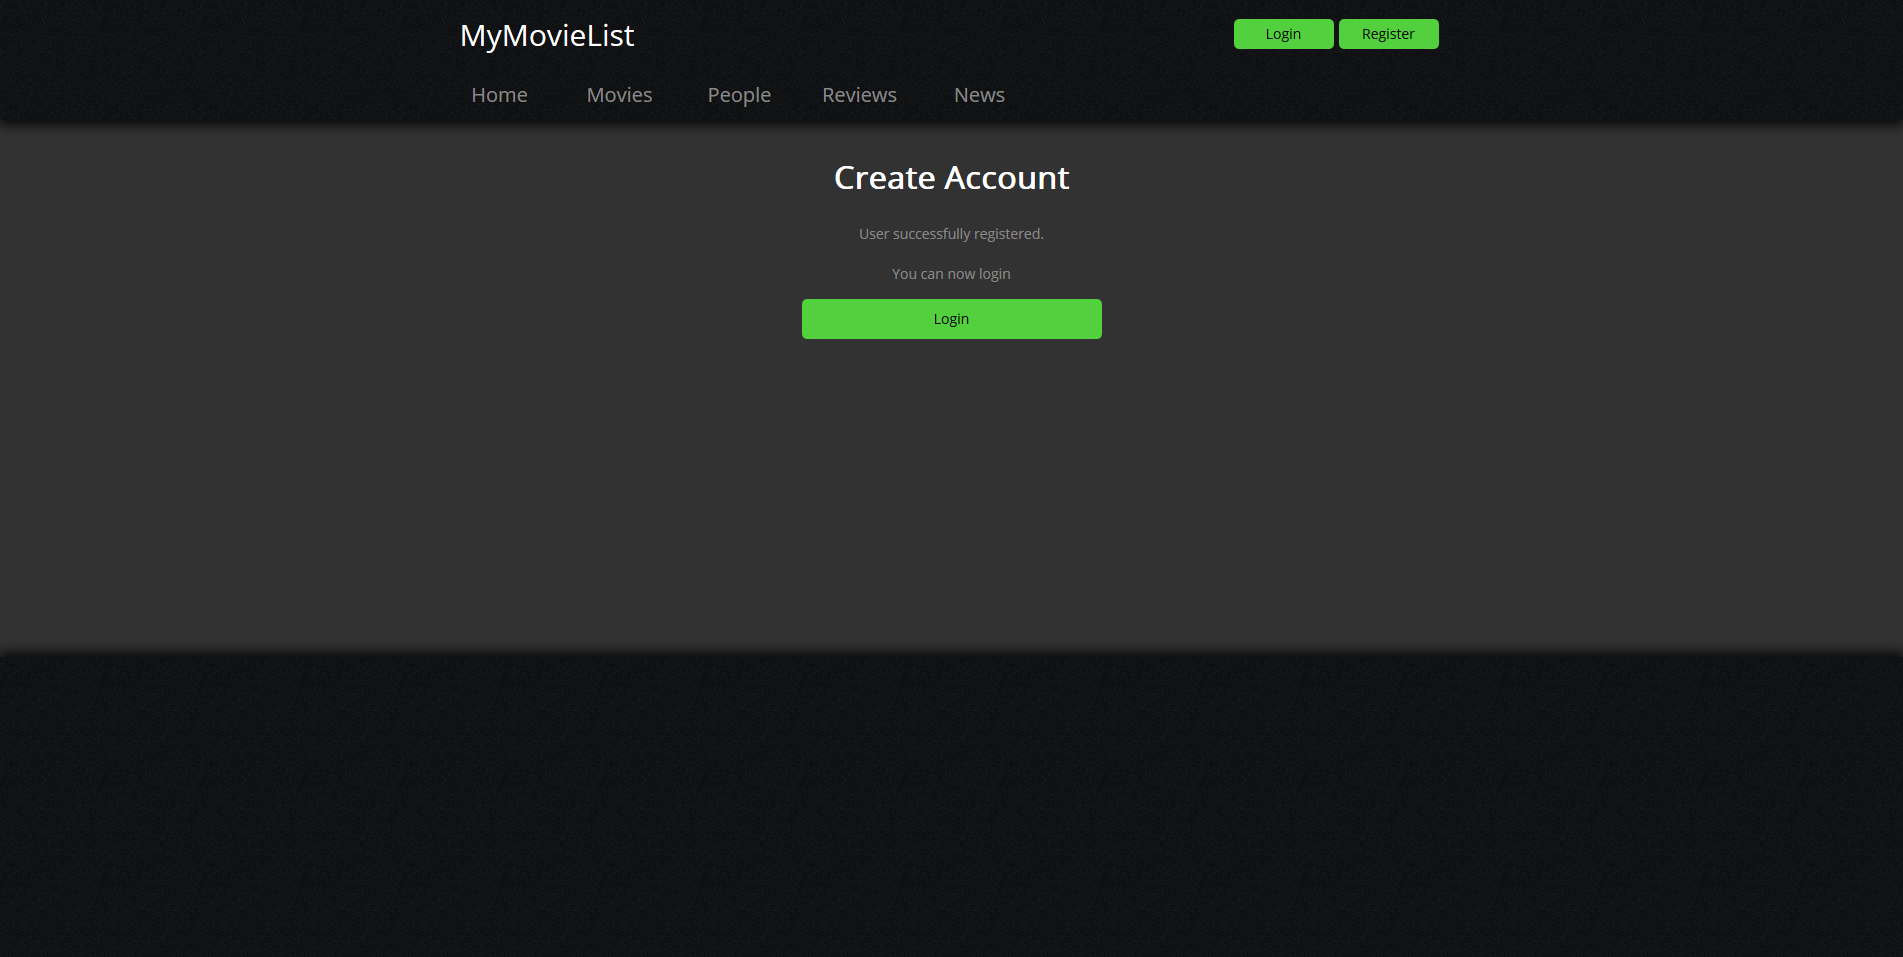 MyMovieList
Login Register
Home Movies People Reviews News
Create Account
User successfully registered.
You can now login
Login